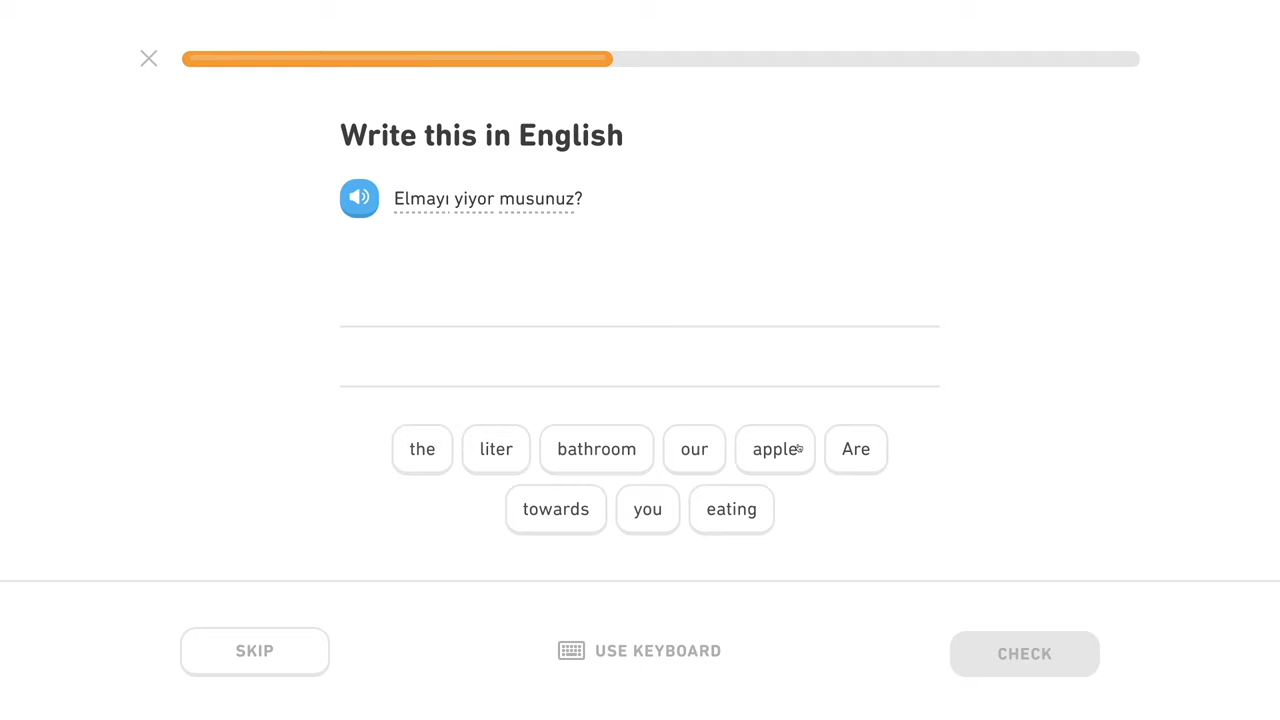 Write this in English
Elmayı yiyor musunuz?
the liter bathroom our apple Are
towards you eating
SKIP USE KEYBOARD CHECK